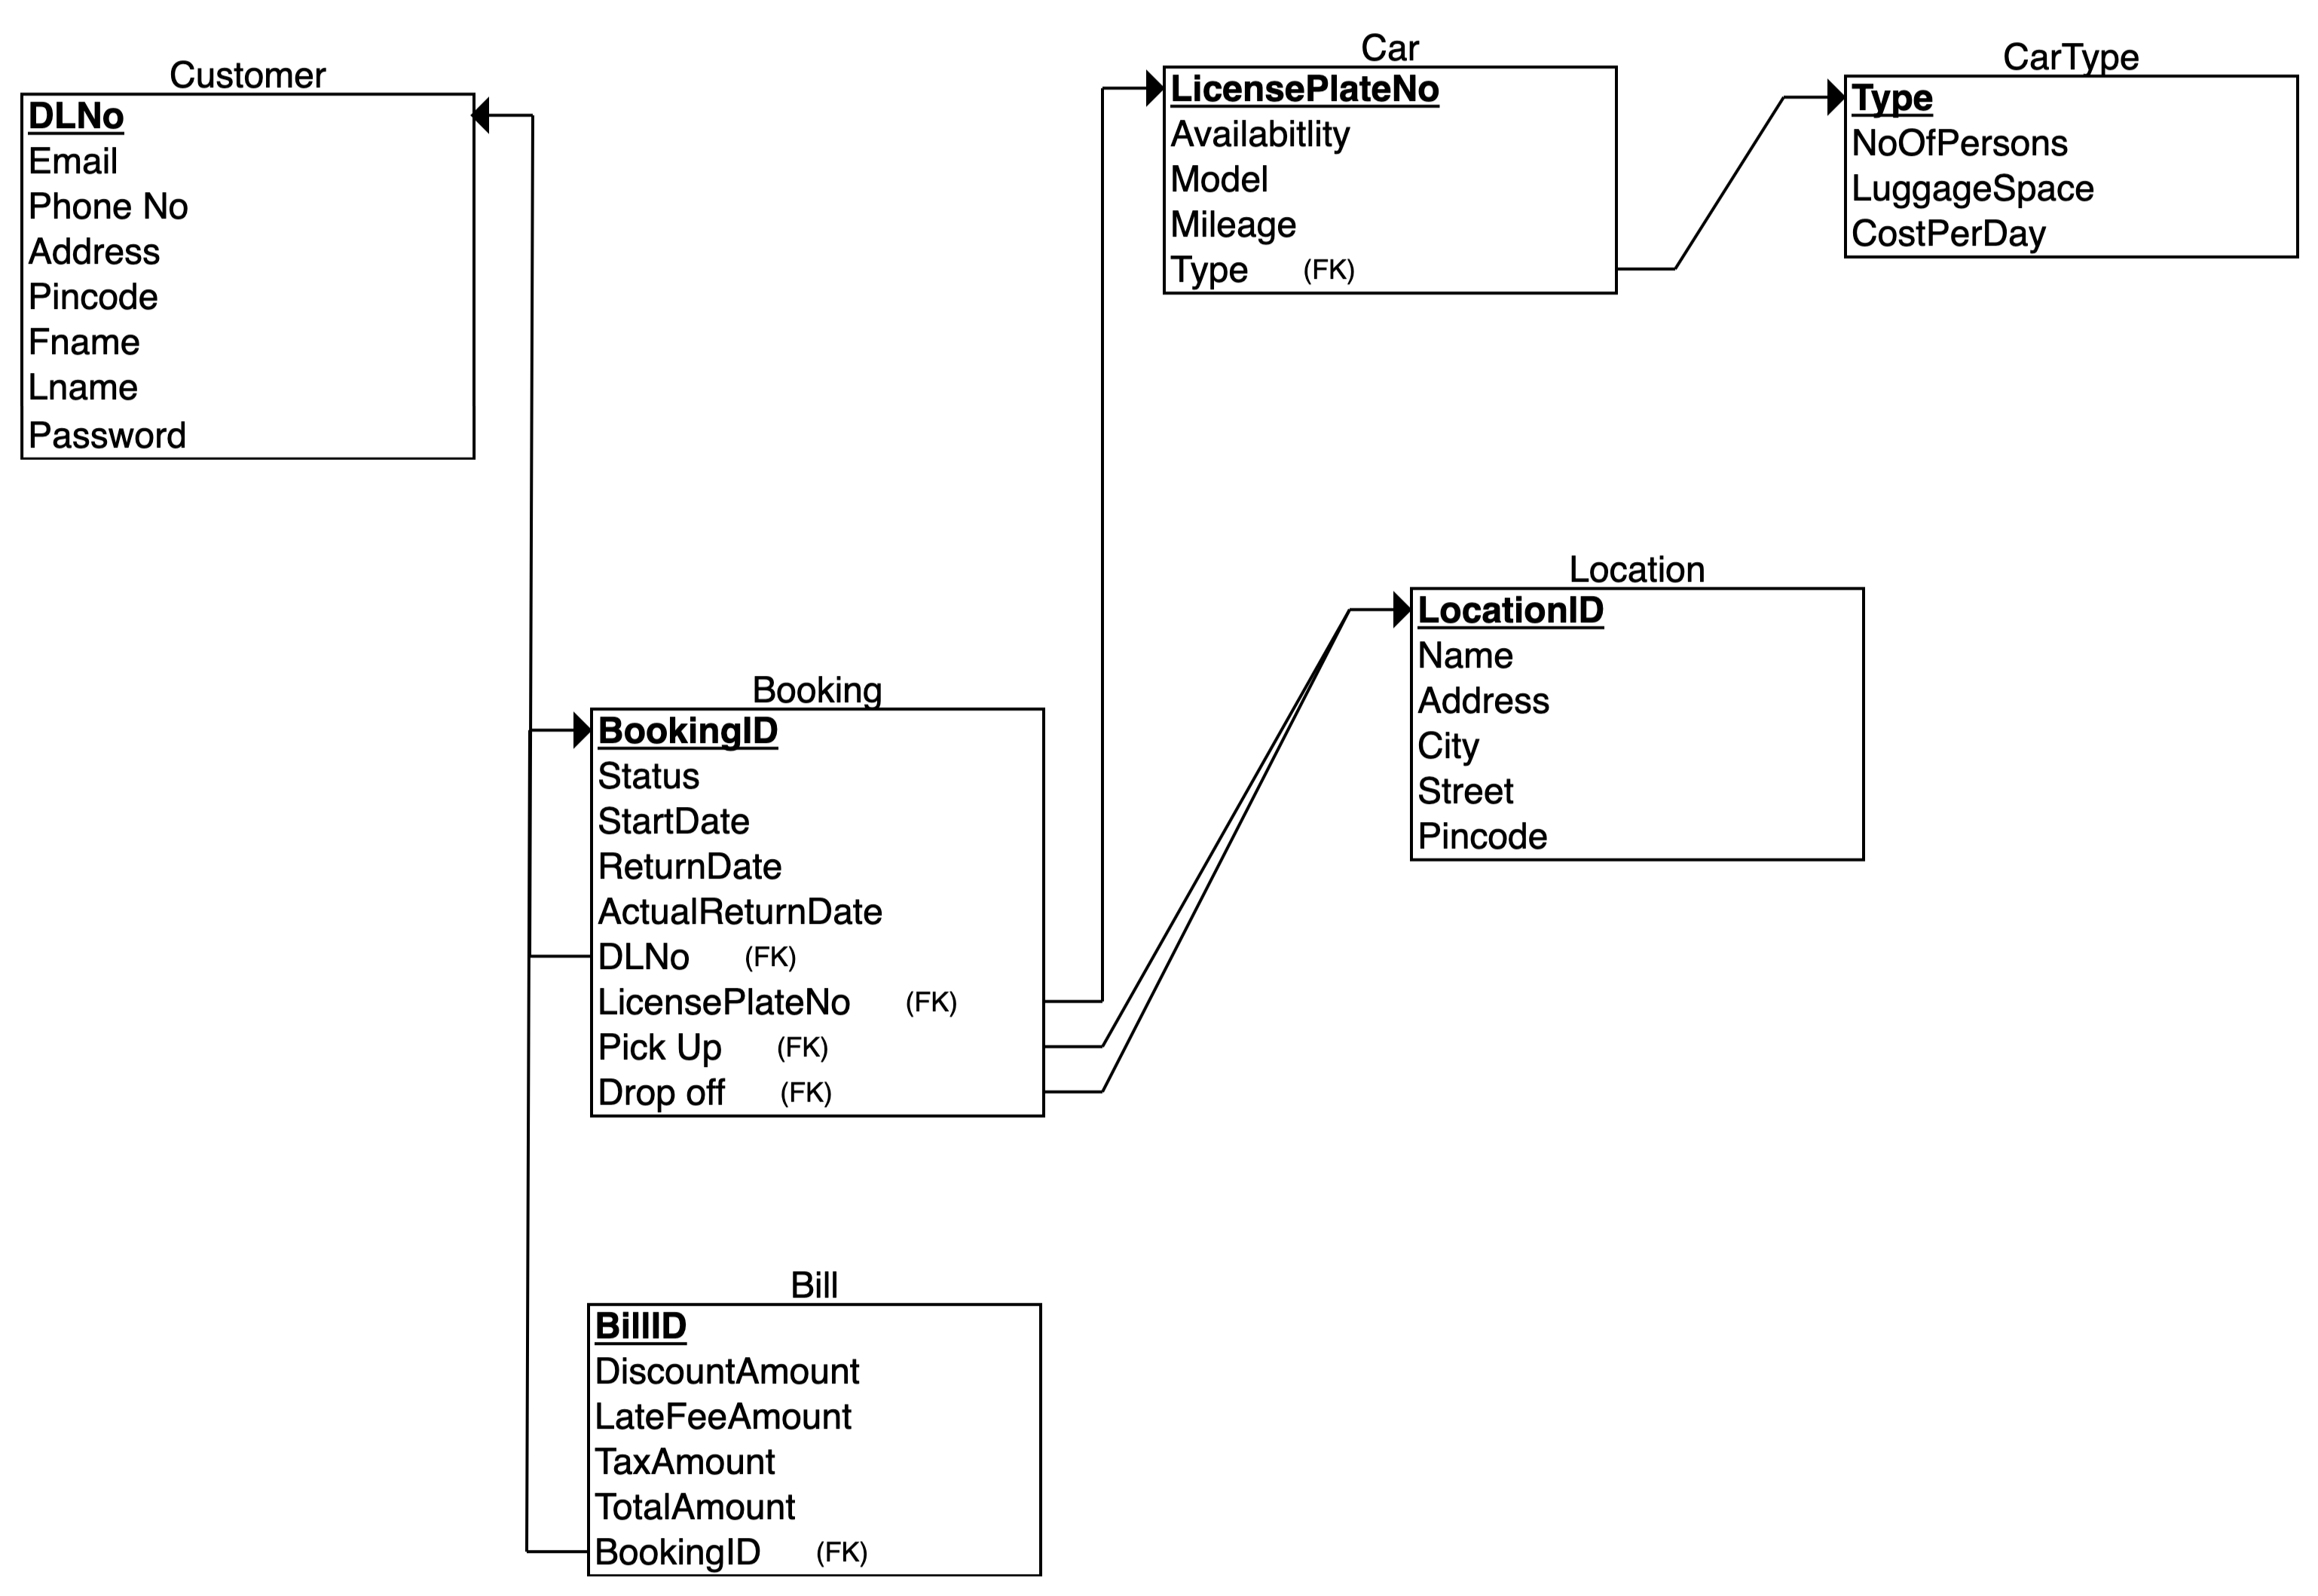 Customer
DLNo
Email
Phone No
Address
Pincode
Fname
Lname
Password
Car
LicensePlateNo
Availabitlity
Model
Mileage
Type (FK)
CarType
Type
NoOfPersons
LuggageSpace
CostPerDay
Location
LocationID
Name
Address
City
Street
Pincode
Booking
BookingID
Status
StartDate
ReturnDate
ActualReturnDate
DLNo (FK)
LicensePlateNo (FK)
Pick Up (FK)
Drop off (FK)
Bill
BillID
DiscountAmount
LateFeeAmount
TaxAmount
TotalAmount
BookingID (FK)